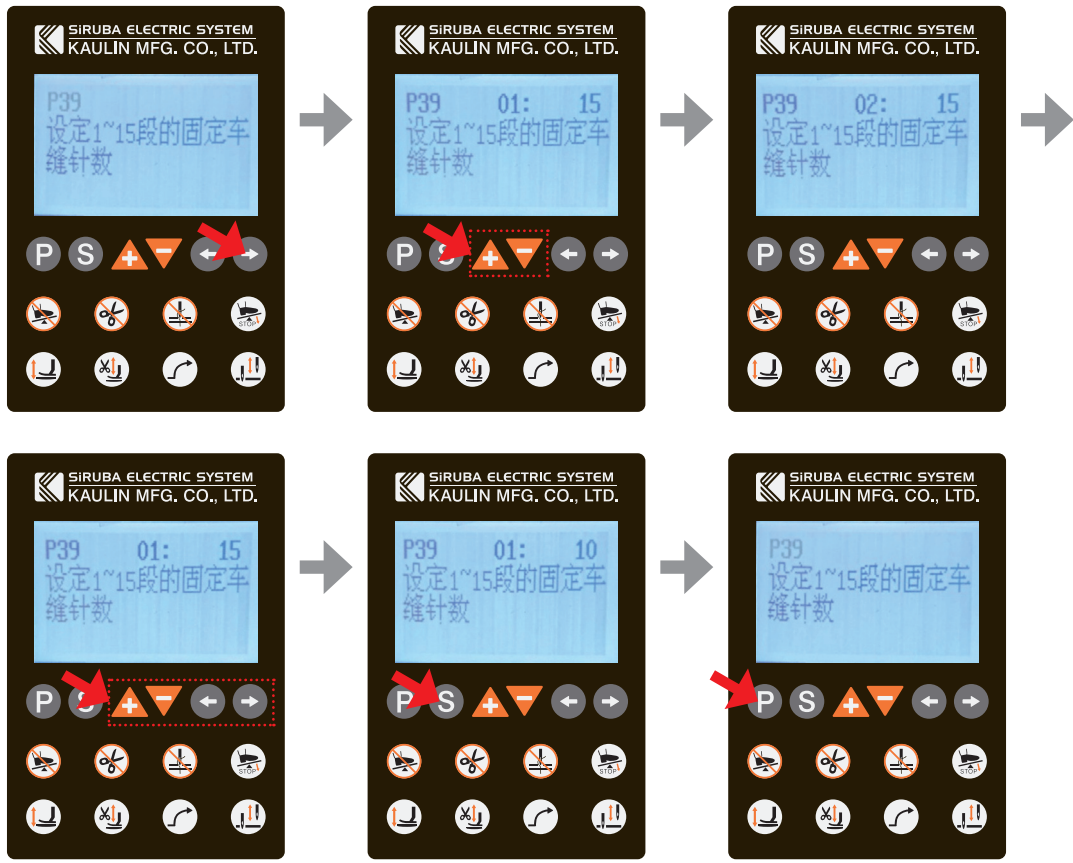 SiRUBA ELECTRIC SYSTEM
KAULIN MFG. CO., LTD.
P39
设定1~15段的固定车
缝针数
P S + -
STOP
SiRUBA ELECTRIC SYSTEM
KAULIN MFG. CO., LTD.
P39 01: 15
设定1~15段的固定车
缝针数
P S + -
STOP
SiRUBA ELECTRIC SYSTEM
KAULIN MFG. CO., LTD.
P39 02: 15
设定1~15段的固定车
缝针数
P S + -
STOP
SiRUBA ELECTRIC SYSTEM
KAULIN MFG. CO., LTD.
P39 01: 15
设定1~15段的固定车
缝针数
P S + -
STOP
SiRUBA ELECTRIC SYSTEM
KAULIN MFG. CO., LTD.
P39 01: 10
设定1~15段的固定车
缝针数
P S + -
STOP
SiRUBA ELECTRIC SYSTEM
KAULIN MFG. CO., LTD.
P39
设定1~15段的固定车
缝针数
P S + -
STOP